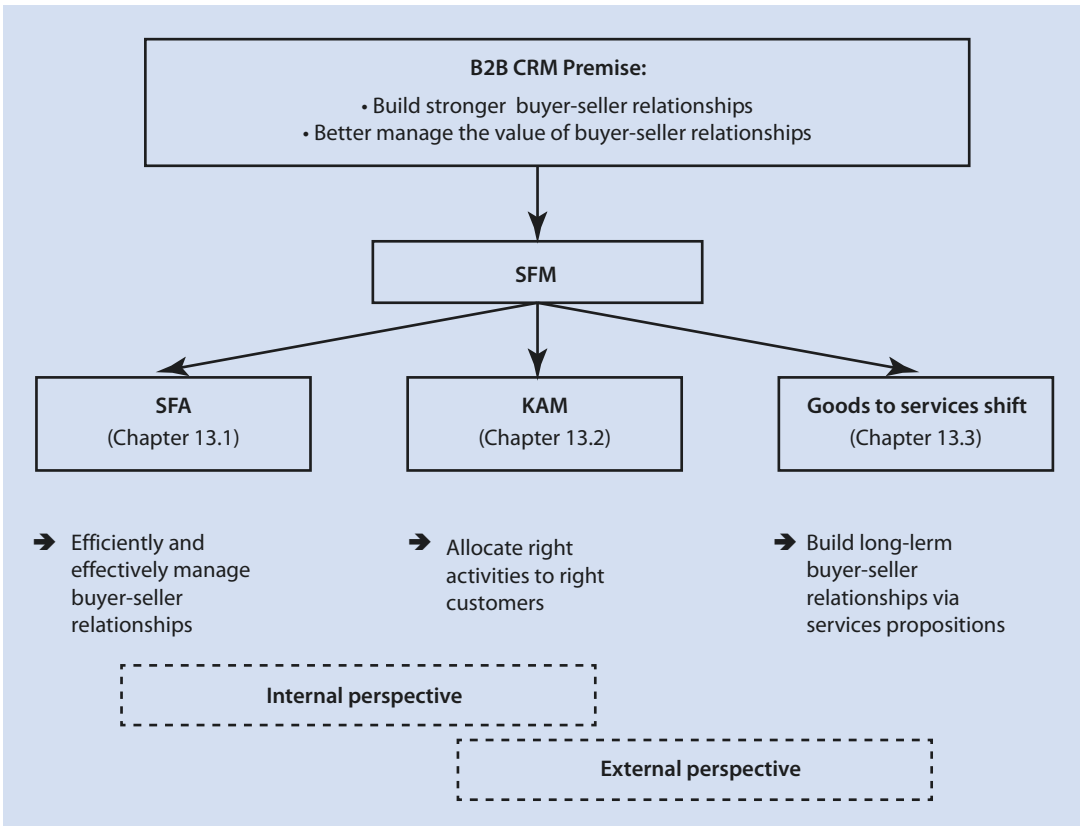 B2B CRM Premise:
• Build stronger buyer-seller relationships
• Better manage the value of buyer-seller relationships
SFM
SFA
(Chapter 13.1)
KAM
(Chapter 13.2)
Goods to services shift
(Chapter 13.3)
➔ Efficiently and
effectively manage
buyer-seller
relationships
➔ Allocate right
activities to right
customers
➔ Build long-lerm
buyer-seller
relationships via
services propositions
Internal perspective
External perspective